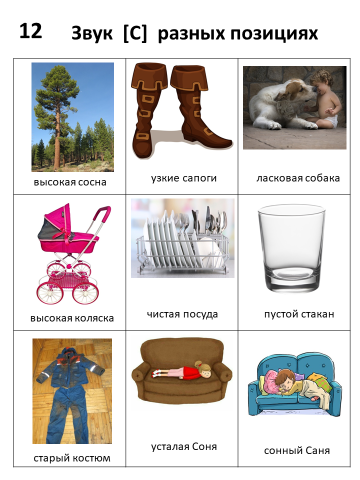 12 Звук [С] разных позициях
высокая сосна
узкие сапоги
ласковая собака
высокая коляска
чистая посуда
пустой стакан
старый костюм
усталая Соня
сонный Саня